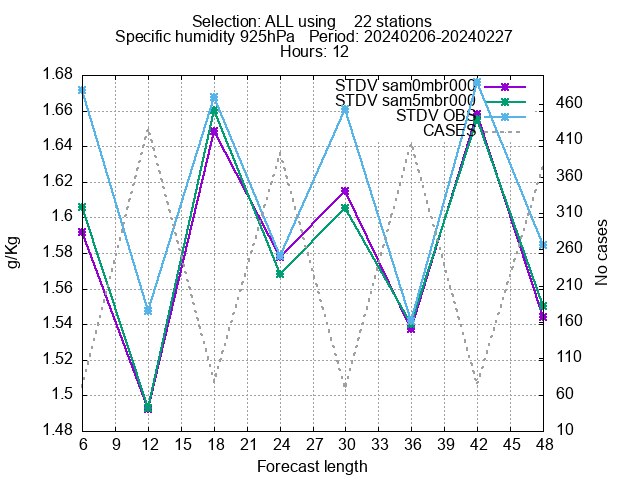 Selection: ALL using    22 stations
Specific humidity 925hPa   Period: 20240206-20240227
Hours: 12
STDV sam0mbr000
STDV sam5mbr000
STDV OBS
CASES
1.68
1.66
1.64
1.62
1.6
1.58
1.56
1.54
1.52
1.5
1.48
g/Kg
460
410
360
310
260
210
160
110
60
10
No cases
6 9 12 15 18 21 24 27 30 33 36 39 42 45 48
Forecast length